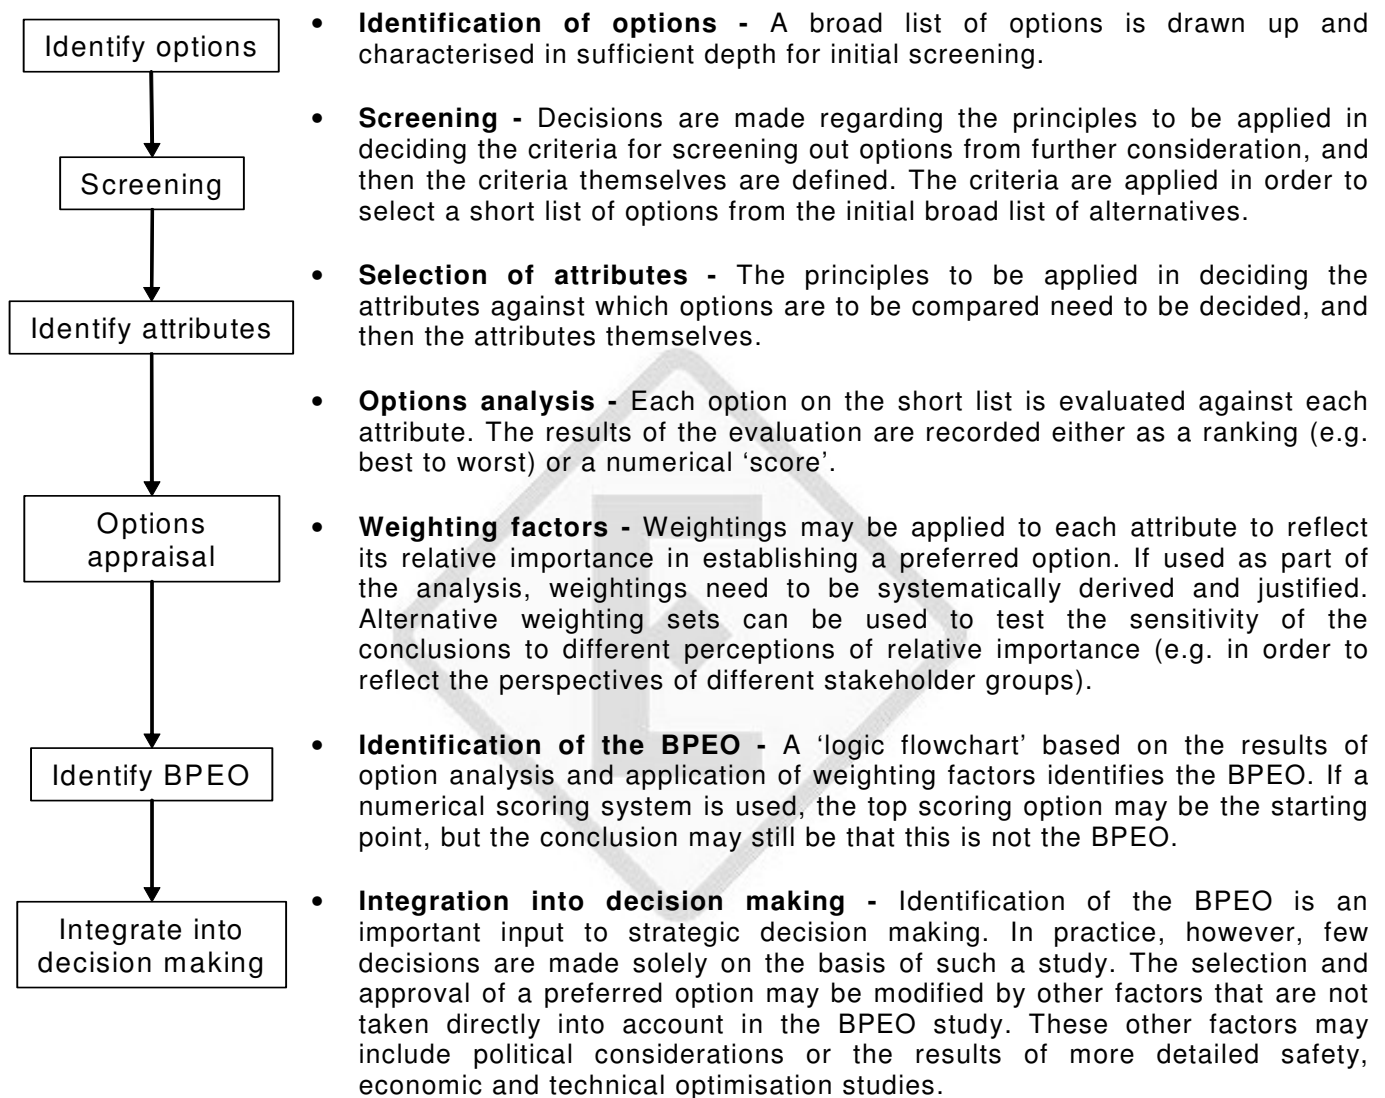 Identify options
Screening
Identify attributes
Options
appraisal
Identify BPEO
Integrate into
decision making
• Identification of options - A broad list of options is drawn up and
characterised in sufficient depth for initial screening.
• Screening - Decisions are made regarding the principles to be applied in
deciding the criteria for screening out options from further consideration, and
then the criteria themselves are defined. The criteria are applied in order to
select a short list of options from the initial broad list of alternatives.
• Selection of attributes - The principles to be applied in deciding the
attributes against which options are to be compared need to be decided, and
then the attributes themselves.
• Options analysis - Each option on the short list is evaluated against each
attribute. The results of the evaluation are recorded either as a ranking (e.g.
best to worst) or a numerical ‘score’.
• Weighting factors - Weightings may be applied to each attribute to reflect
its relative importance in establishing a preferred option. If used as part of
the analysis, weightings need to be systematically derived and justified.
Alternative weighting sets can be used to test the sensitivity of the
conclusions to different perceptions of relative importance (e.g. in order to
reflect the perspectives of different stakeholder groups).
• Identification of the BPEO - A ‘logic flowchart’ based on the results of
option analysis and application of weighting factors identifies the BPEO. If a
numerical scoring system is used, the top scoring option may be the starting
point, but the conclusion may still be that this is not the BPEO.
• Integration into decision making - Identification of the BPEO is an
important input to strategic decision making. In practice, however, few
decisions are made solely on the basis of such a study. The selection and
approval of a preferred option may be modified by other factors that are not
taken directly into account in the BPEO study. These other factors may
include political considerations or the results of more detailed safety,
economic and technical optimisation studies.
E